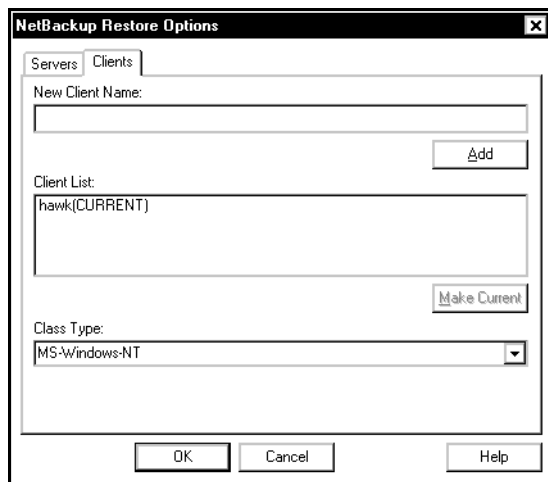 NetBackup Restore Options
Servers Clients
New Client Name:
Add
Client List:
hawk(CURRENT)
Make Current
Class Type:
MS-Windows-NT
OK Cancel Help